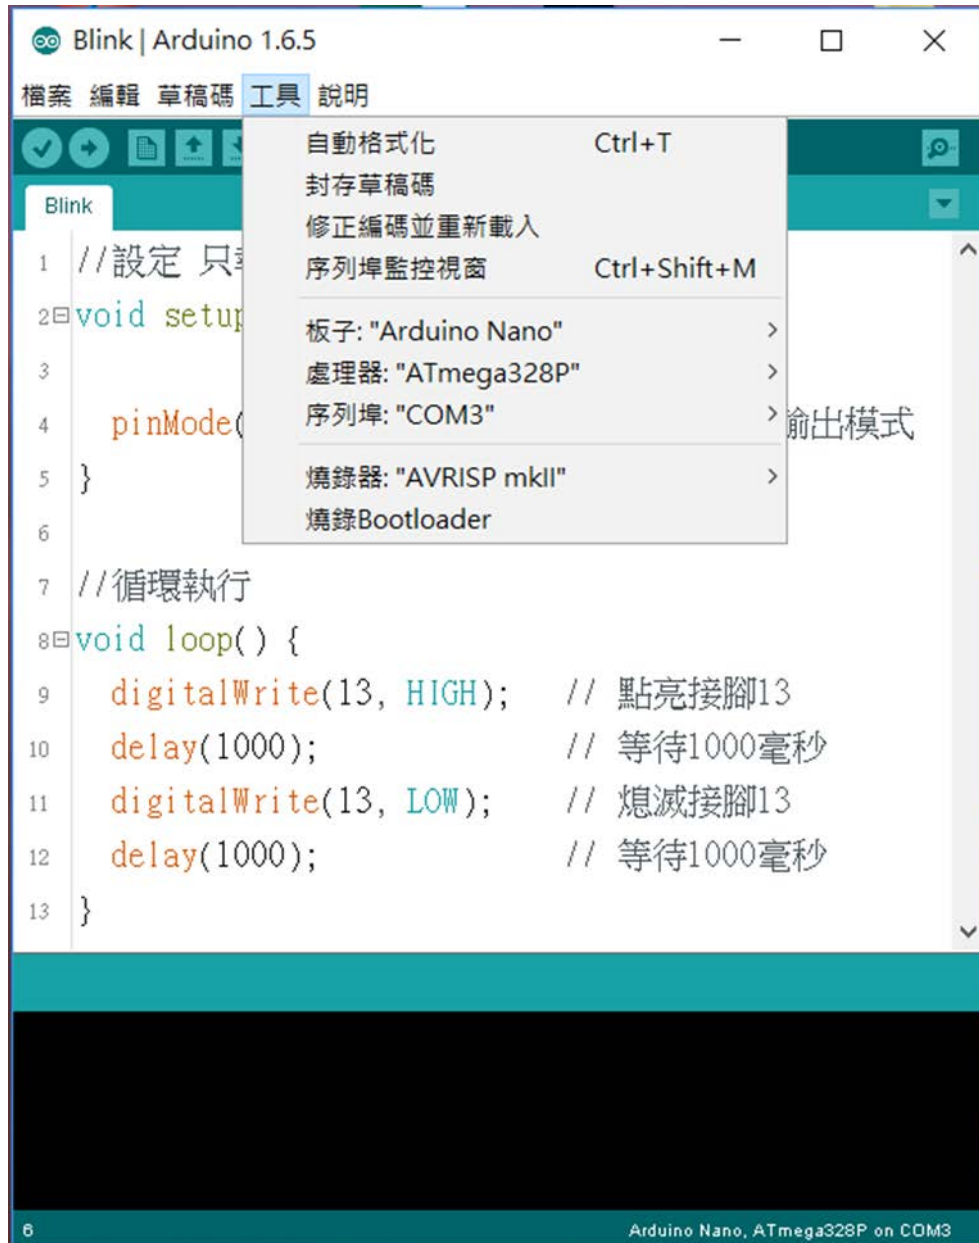 Blink | Arduino 1.6.5
檔案 編輯 草稿碼 工具 說明
自動格式化 Ctrl+T
封存草稿碼
修正編碼並重新載入
序列埠監控視窗 Ctrl+Shift+M
板子: "Arduino Nano"
處理器: "ATmega328P"
序列埠: "COM3"
燒錄器: "AVRISP mkII"
燒錄Bootloader
Blink
1 //設定 只
2 void setup
3
4 pinMode( 輸出模式
5 }
6
7 //循環執行
8 void loop() {
9 digitalWrite(13, HIGH); // 點亮接腳13
10 delay(1000); // 等待1000毫秒
11 digitalWrite(13, LOW); // 熄滅接腳13
12 delay(1000); // 等待1000毫秒
13 }
6 Arduino Nano, ATmega328P on COM3